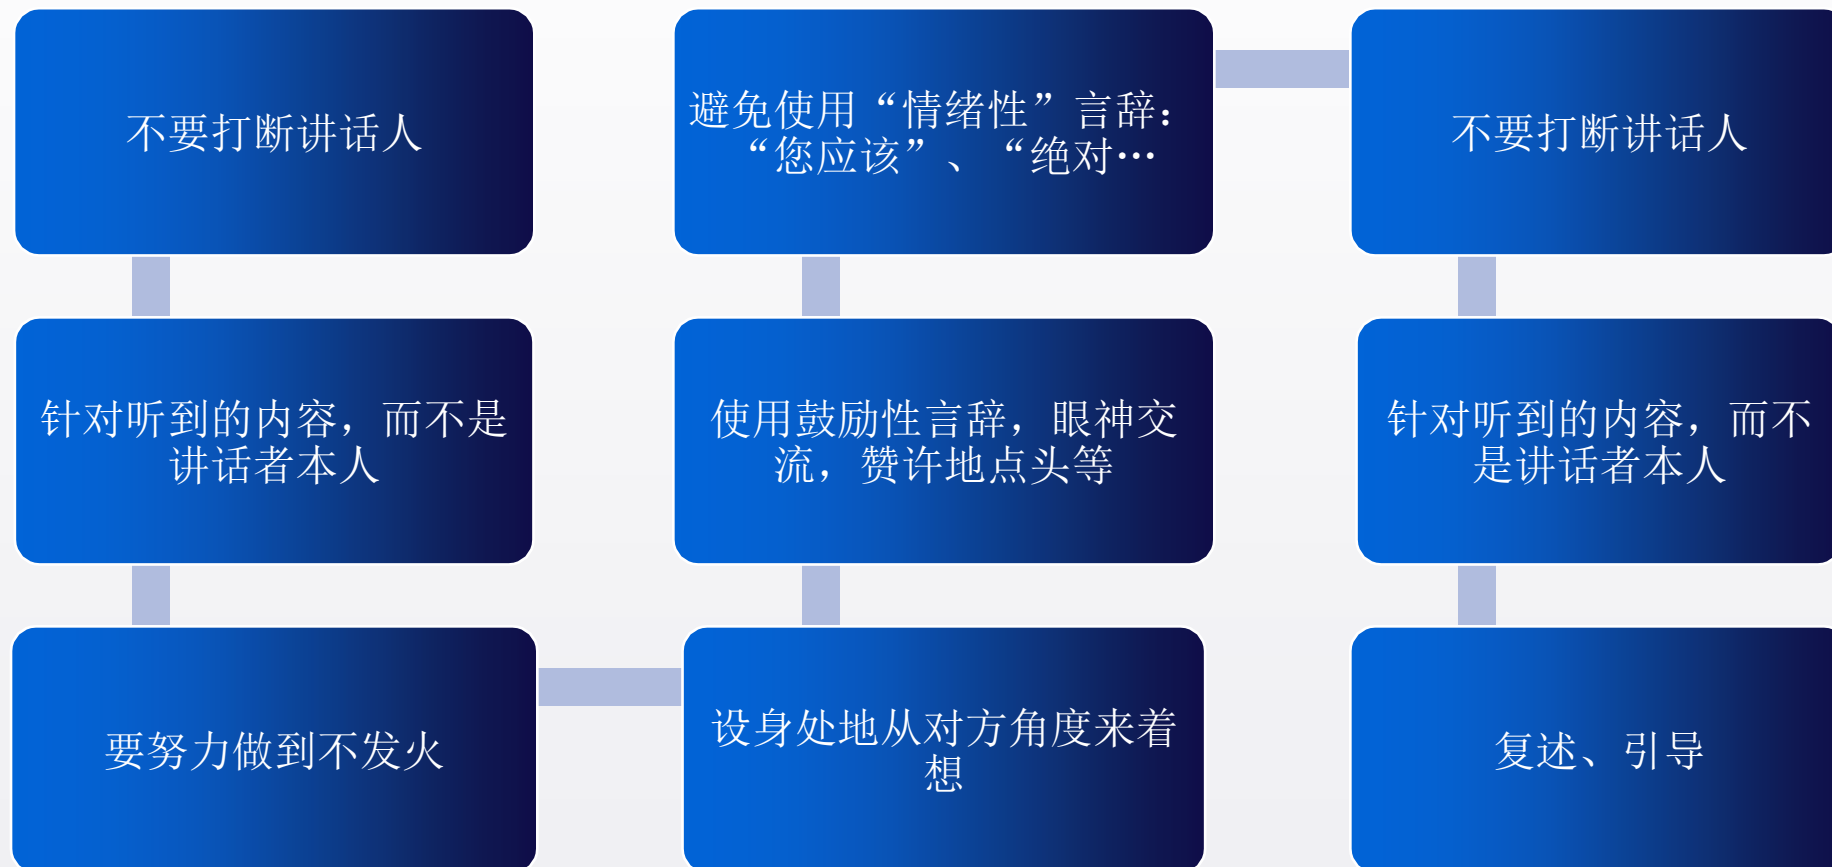 不要打断讲话人
针对听到的内容，而不是
讲话者本人
要努力做到不发火
设身处地从对方角度来着
想
使用鼓励性言辞，眼神交
流，赞许地点头等
避免使用“情绪性”言辞：
“您应该”、“绝对…
不要打断讲话人
针对听到的内容，而不
是讲话者本人
复述、引导